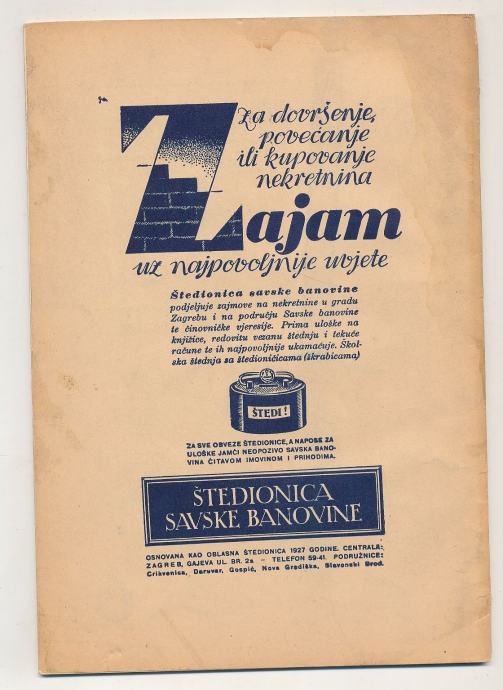 za dovršenje,
povećanje
ili kupovanje
nekretnina
Zajam
uz najpovoljnije uvjete
Štedionica savske banovine
podjeljuje zajmove na nekretnine u gradu
Zagrebu i na području Savske banovine
te činovničke vjeresije. Prima uloške na
knjižice, redovitu vezanu štednju i tekuće
račune te ih najpovoljnije ukamaćuje. Škol-
ska štednja sa štedioničicama (škrabicama)
ŠTEDI!
ZA SVE OBVEZE ŠTEDIONICE, A NAPOSE ZA
ULOŠKE JAMČI NEOPOZIVO SAVSKA BANO-
VINA ČITAVOM IMOVINOM I PRIHODIMA.
ŠTEDIONICA
SAVSKE BANOVINE
OSNOVANA KAO OBLASNA ŠTEDIONICA 1927 GODINE. CENTRALA:
ZAGREB, GAJEVA UL. BR. 2a – TELEFON 59-41. PODRUŽNICE:
Crikvenica, Daruvar, Gospić, Nova Gradiška, Slavonski Brod.